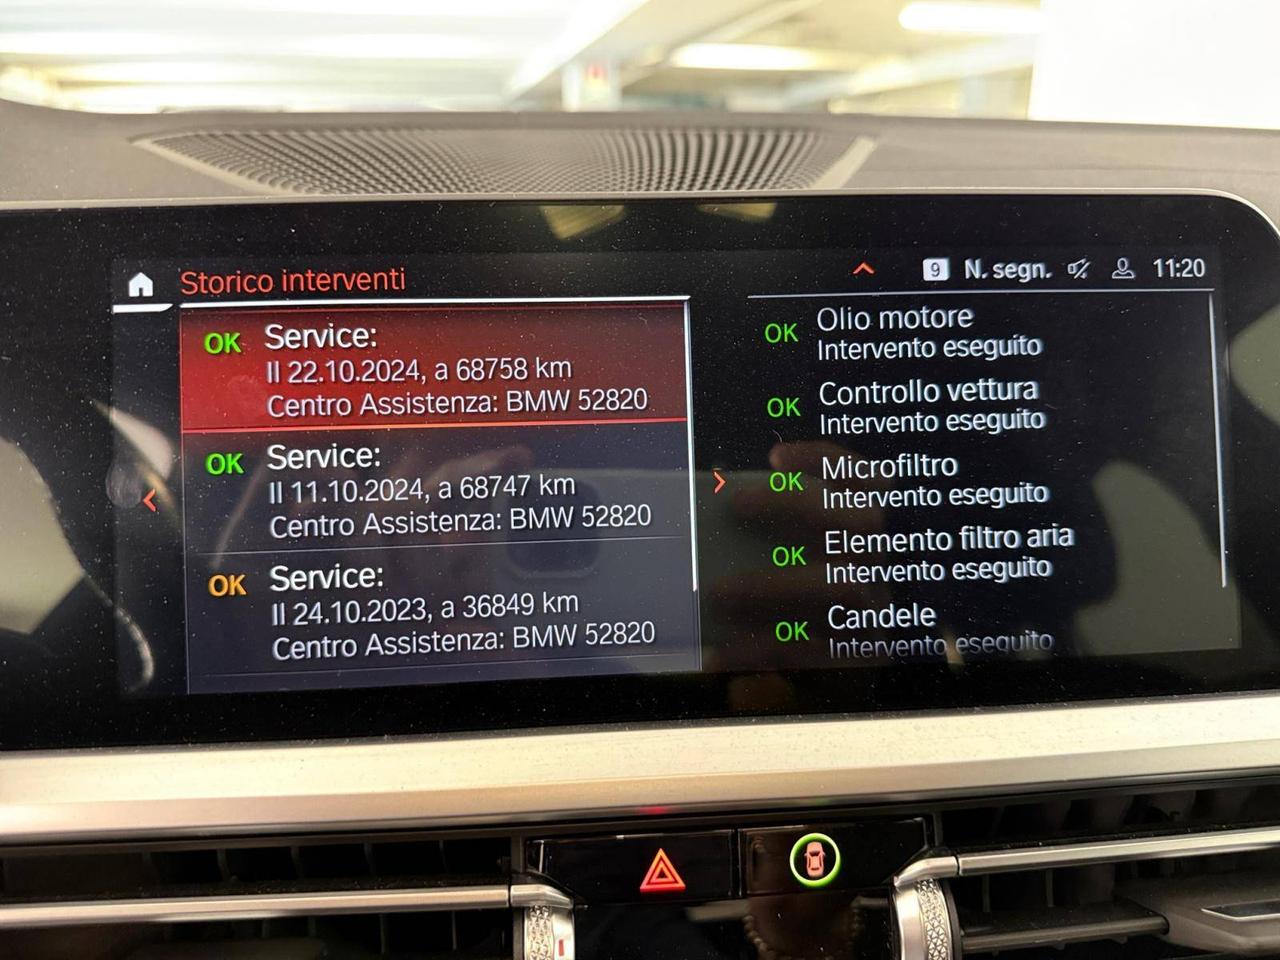 Storico interventi
9 N. segn. 11:20
OK Service:
Il 22.10.2024, a 68758 km
Centro Assistenza: BMW 52820
OK Service:
Il 11.10.2024, a 68747 km
Centro Assistenza: BMW 52820
OK Service:
Il 24.10.2023, a 36849 km
Centro Assistenza: BMW 52820
OK Olio motore
Intervento eseguito
OK Controllo vettura
Intervento eseguito
OK Microfiltro
Intervento eseguito
OK Elemento filtro aria
Intervento eseguito
OK Candele
Intervento eseguito